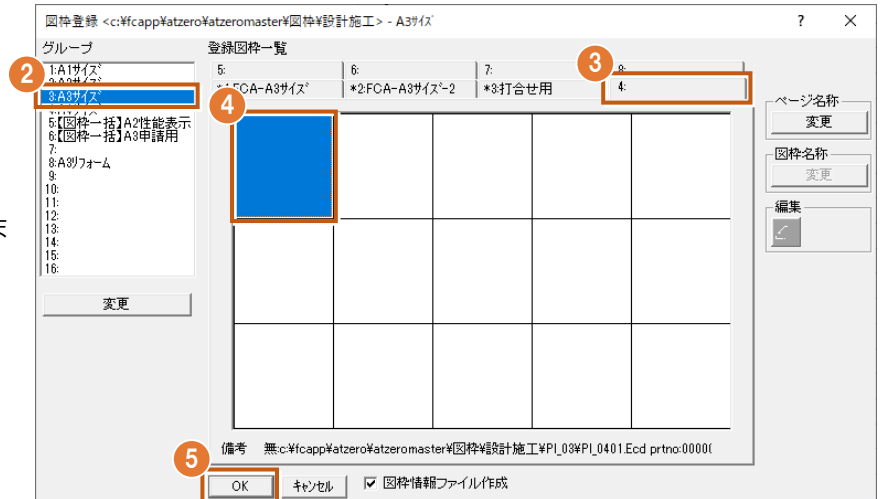 図枠登録 <c:¥fcapp¥atzero¥atzeromaster¥図枠¥設計施工> - A3ｻｲｽﾞ
? ×
グループ
登録図枠一覧
2
1:A1ｻｲｽﾞ
3:A3ｻｲｽﾞ
5:【図枠一括】A2性能表示
6:【図枠一括】A3申請用
7:
8:A3ﾘﾌｫｰﾑ
9:
10:
11:
12:
13:
14:
15:
16:
変更
5:
6:
7:
3
FCA-A3ｻｲｽﾞ
*2:FCA-A3ｻｲｽﾞ-2
*3:打合せ用
4:
4
ページ名称
変更
図枠名称
変更
編集
備考 無:c:¥fcapp¥atzero¥atzeromaster¥図枠¥設計施工¥PI_03¥PI_0401.Ecd prtno:0000(
5
OK
ｷｬﾝｾﾙ
図枠情報ファイル作成